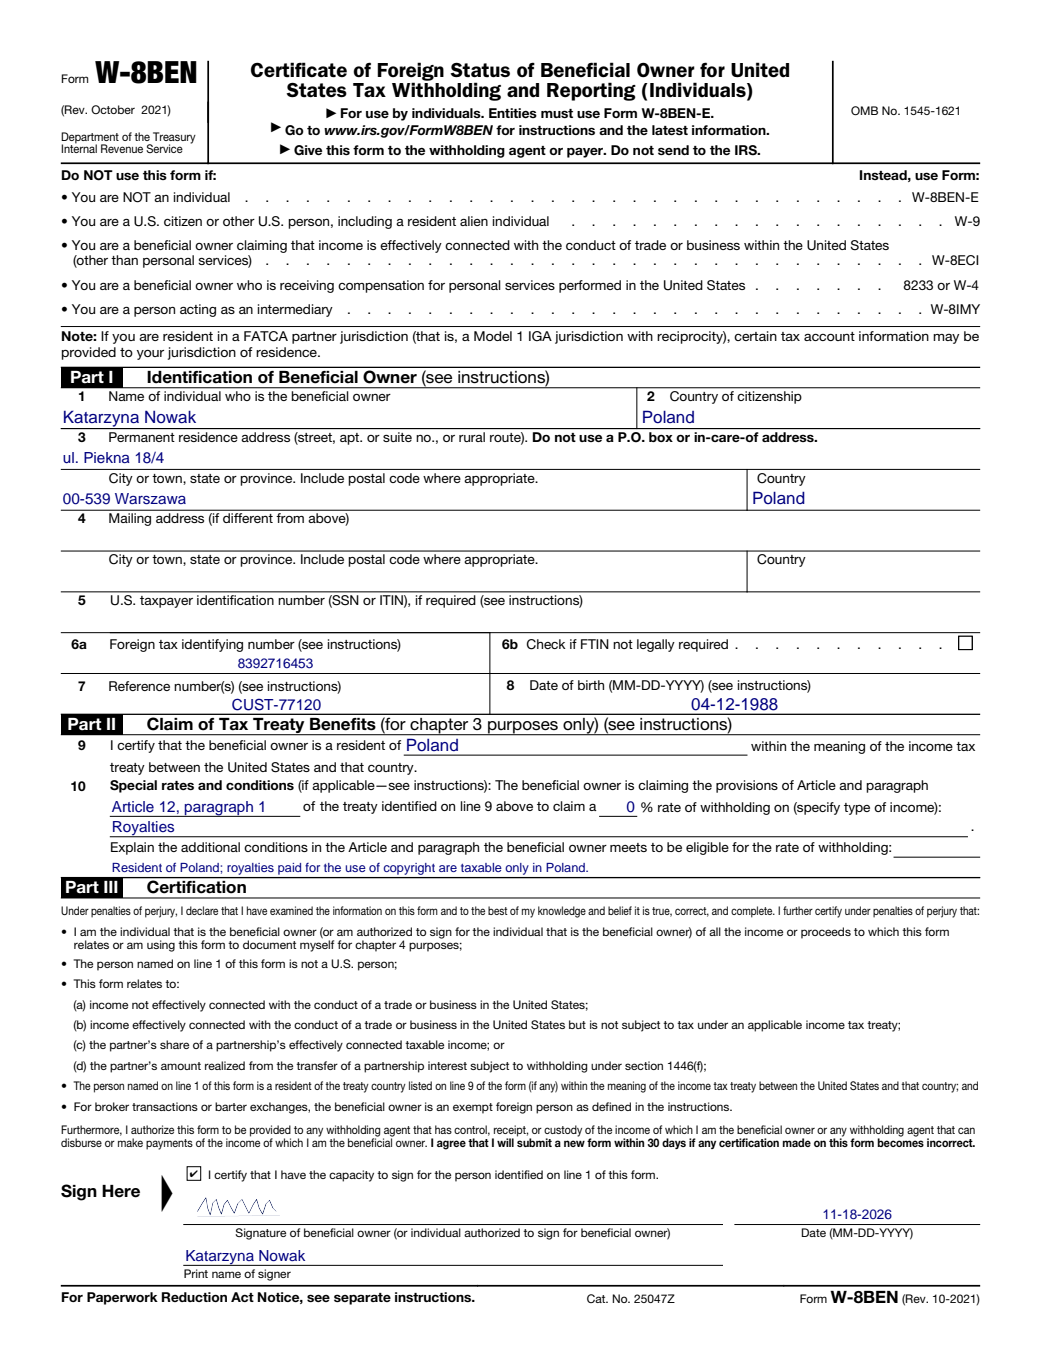 Form W-8BEN
(Rev. October 2021)
Department of the Treasury
Internal Revenue Service
Certificate of Foreign Status of Beneficial Owner for United
States Tax Withholding and Reporting (Individuals)
▶ For use by individuals. Entities must use Form W-8BEN-E.
▶ Go to www.irs.gov/FormW8BEN for instructions and the latest information.
▶ Give this form to the withholding agent or payer. Do not send to the IRS.
OMB No. 1545-1621
Do NOT use this form if: Instead, use Form:
• You are NOT an individual . . . . . . . . . . . . . . . . . . . . . . . . . . . . . . . . . W-8BEN-E
• You are a U.S. citizen or other U.S. person, including a resident alien individual . . . . . . . . . . . . . . . . . . . W-9
• You are a beneficial owner claiming that income is effectively connected with the conduct of trade or business within the United States
(other than personal services) . . . . . . . . . . . . . . . . . . . . . . . . . . . . . . . . W-8ECI
• You are a beneficial owner who is receiving compensation for personal services performed in the United States . . . . . . . 8233 or W-4
• You are a person acting as an intermediary . . . . . . . . . . . . . . . . . . . . . . . . . . . . W-8IMY
Note: If you are resident in a FATCA partner jurisdiction (that is, a Model 1 IGA jurisdiction with reciprocity), certain tax account information may be
provided to your jurisdiction of residence.
Part I Identification of Beneficial Owner (see instructions)
1 Name of individual who is the beneficial owner
Katarzyna Nowak
2 Country of citizenship
Poland
3 Permanent residence address (street, apt. or suite no., or rural route). Do not use a P.O. box or in-care-of address.
ul. Piekna 18/4
City or town, state or province. Include postal code where appropriate.
00-539 Warszawa
Country
Poland
4 Mailing address (if different from above)
City or town, state or province. Include postal code where appropriate.
Country
5 U.S. taxpayer identification number (SSN or ITIN), if required (see instructions)
6a Foreign tax identifying number (see instructions)
8392716453
6b Check if FTIN not legally required . . . . . . . . . . .
7 Reference number(s) (see instructions)
CUST-77120
8 Date of birth (MM-DD-YYYY) (see instructions)
04-12-1988
Part II Claim of Tax Treaty Benefits (for chapter 3 purposes only) (see instructions)
9 I certify that the beneficial owner is a resident of Poland within the meaning of the income tax
treaty between the United States and that country.
10 Special rates and conditions (if applicable—see instructions): The beneficial owner is claiming the provisions of Article and paragraph
Article 12, paragraph 1 of the treaty identified on line 9 above to claim a 0 % rate of withholding on (specify type of income):
Royalties .
Explain the additional conditions in the Article and paragraph the beneficial owner meets to be eligible for the rate of withholding:
Resident of Poland; royalties paid for the use of copyright are taxable only in Poland.
Part III Certification
Under penalties of perjury, I declare that I have examined the information on this form and to the best of my knowledge and belief it is true, correct, and complete. I further certify under penalties of perjury that:
• I am the individual that is the beneficial owner (or am authorized to sign for the individual that is the beneficial owner) of all the income or proceeds to which this form
relates or am using this form to document myself for chapter 4 purposes;
• The person named on line 1 of this form is not a U.S. person;
• This form relates to:
(a) income not effectively connected with the conduct of a trade or business in the United States;
(b) income effectively connected with the conduct of a trade or business in the United States but is not subject to tax under an applicable income tax treaty;
(c) the partner's share of a partnership's effectively connected taxable income; or
(d) the partner's amount realized from the transfer of a partnership interest subject to withholding under section 1446(f);
• The person named on line 1 of this form is a resident of the treaty country listed on line 9 of the form (if any) within the meaning of the income tax treaty between the United States and that country; and
• For broker transactions or barter exchanges, the beneficial owner is an exempt foreign person as defined in the instructions.
Furthermore, I authorize this form to be provided to any withholding agent that has control, receipt, or custody of the income of which I am the beneficial owner or any withholding agent that can
disburse or make payments of the income of which I am the beneficial owner. I agree that I will submit a new form within 30 days if any certification made on this form becomes incorrect.
Sign Here
✔ I certify that I have the capacity to sign for the person identified on line 1 of this form.
11-18-2026
Signature of beneficial owner (or individual authorized to sign for beneficial owner)
Date (MM-DD-YYYY)
Katarzyna Nowak
Print name of signer
For Paperwork Reduction Act Notice, see separate instructions. Cat. No. 25047Z Form W-8BEN (Rev. 10-2021)